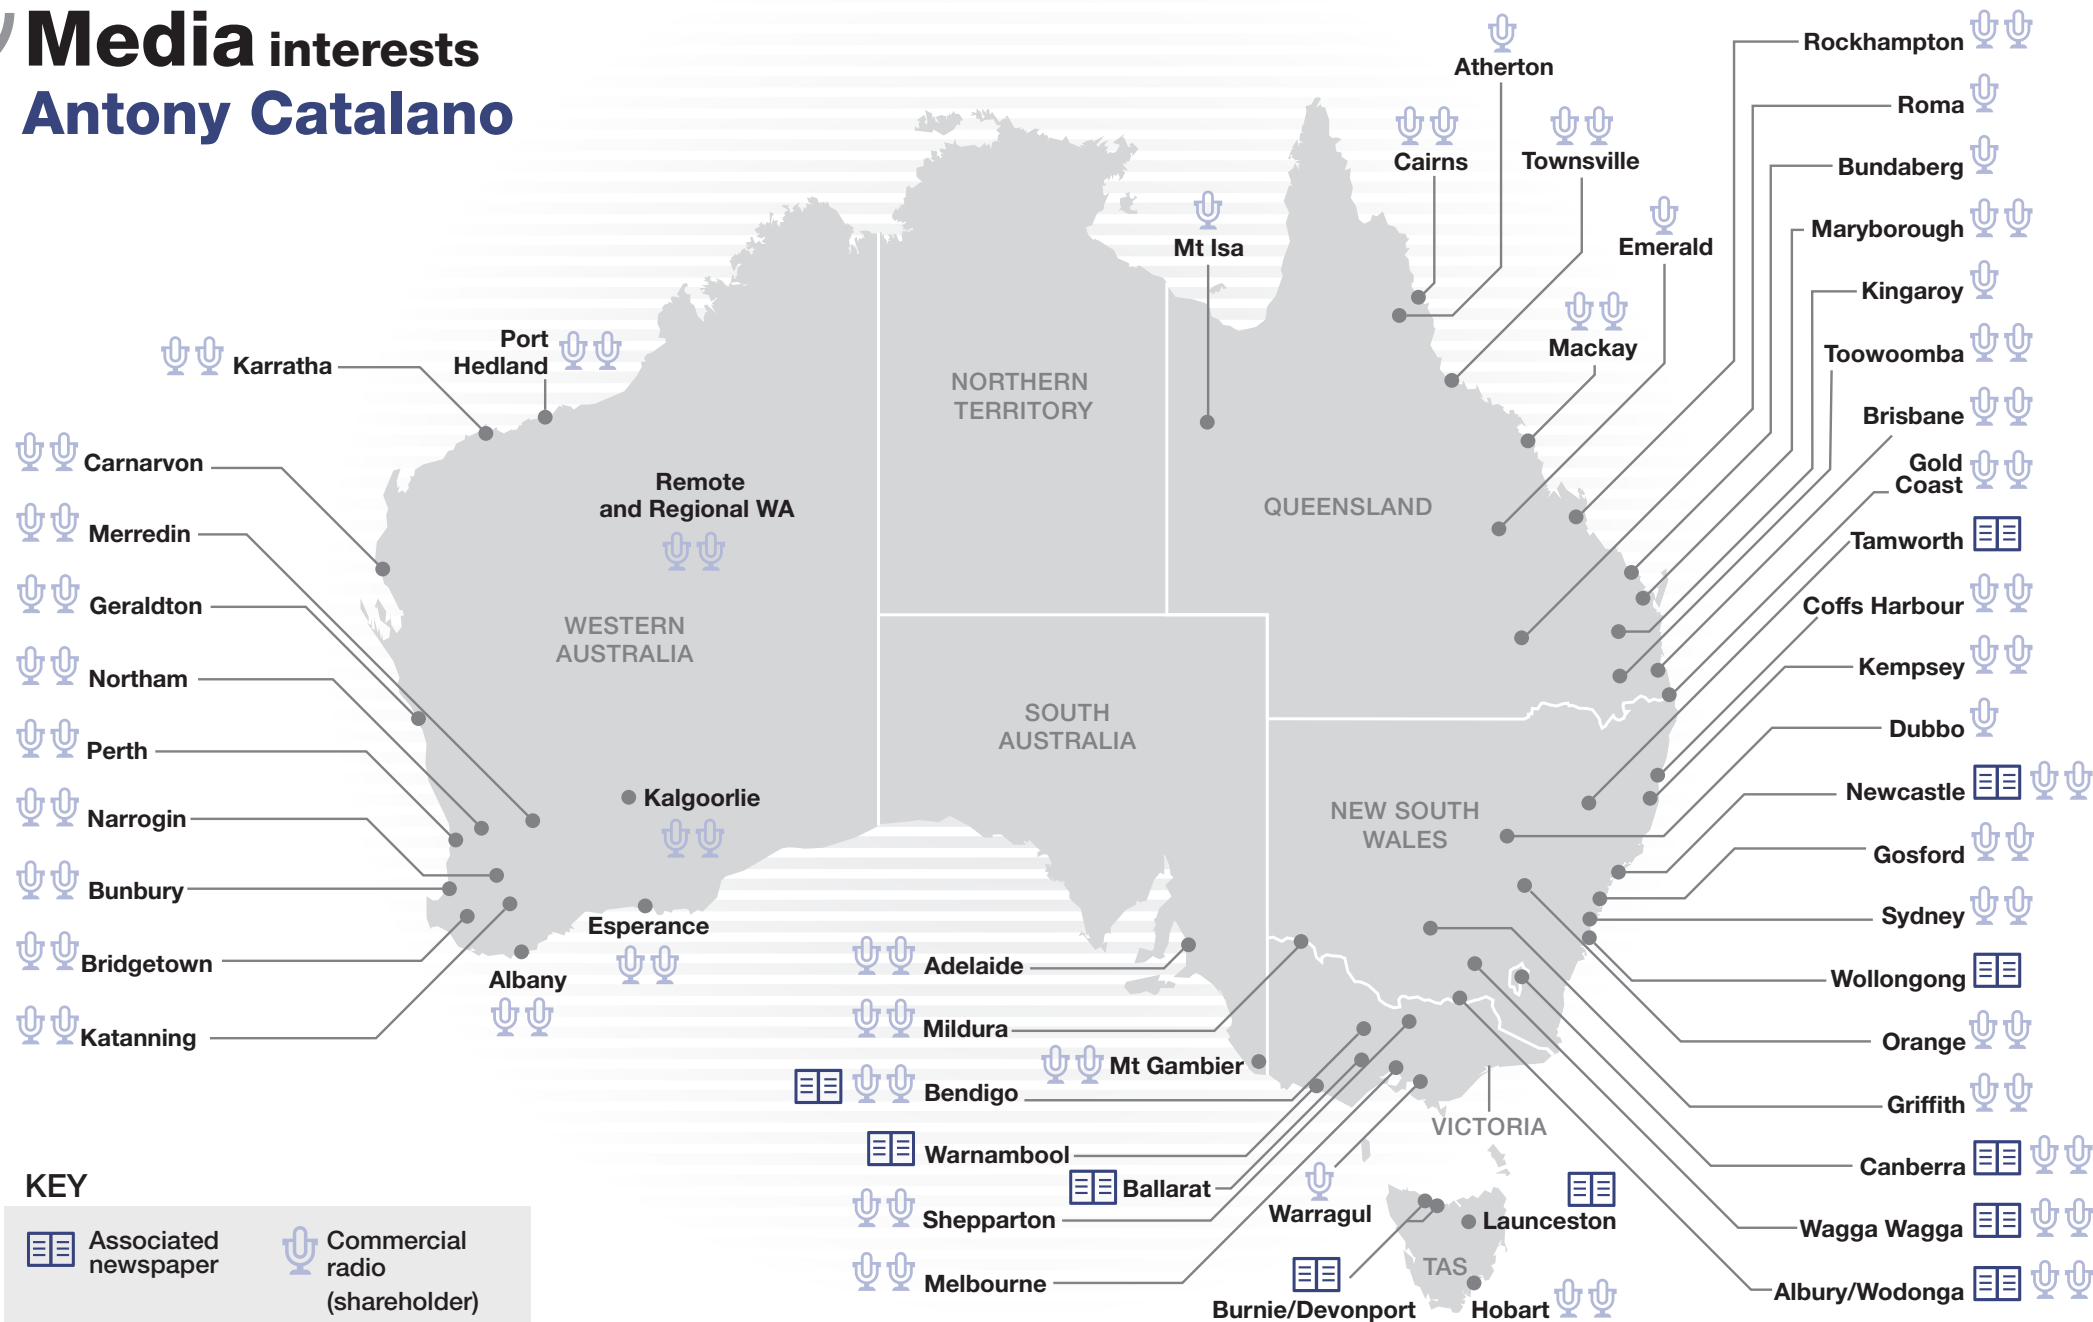 Media interests
Antony Catalano
Atherton
Cairns
Townsville
Mt Isa
Emerald
Mackay
Rockhampton
Roma
Bundaberg
Maryborough
Kingaroy
Toowoomba
Brisbane
Gold
Coast
Tamworth
Coffs Harbour
Kempsey
Dubbo
Newcastle
Gosford
Sydney
Wollongong
Orange
Griffith
Canberra
Wagga Wagga
Albury/Wodonga
Port
Hedland
Karratha
Carnarvon
Merredin
Geraldton
Northam
Perth
Narrogin
Bunbury
Bridgetown
Katanning
Remote
and Regional WA
Kalgoorlie
Esperance
Albany
WESTERN
AUSTRALIA
NORTHERN
TERRITORY
QUEENSLAND
SOUTH
AUSTRALIA
NEW SOUTH
WALES
VICTORIA
TAS
Adelaide
Mildura
Mt Gambier
Bendigo
Warnambool
Ballarat
Shepparton
Melbourne
Warragul
Launceston
Burnie/Devonport
Hobart
KEY
Associated
newspaper
Commercial
radio
(shareholder)